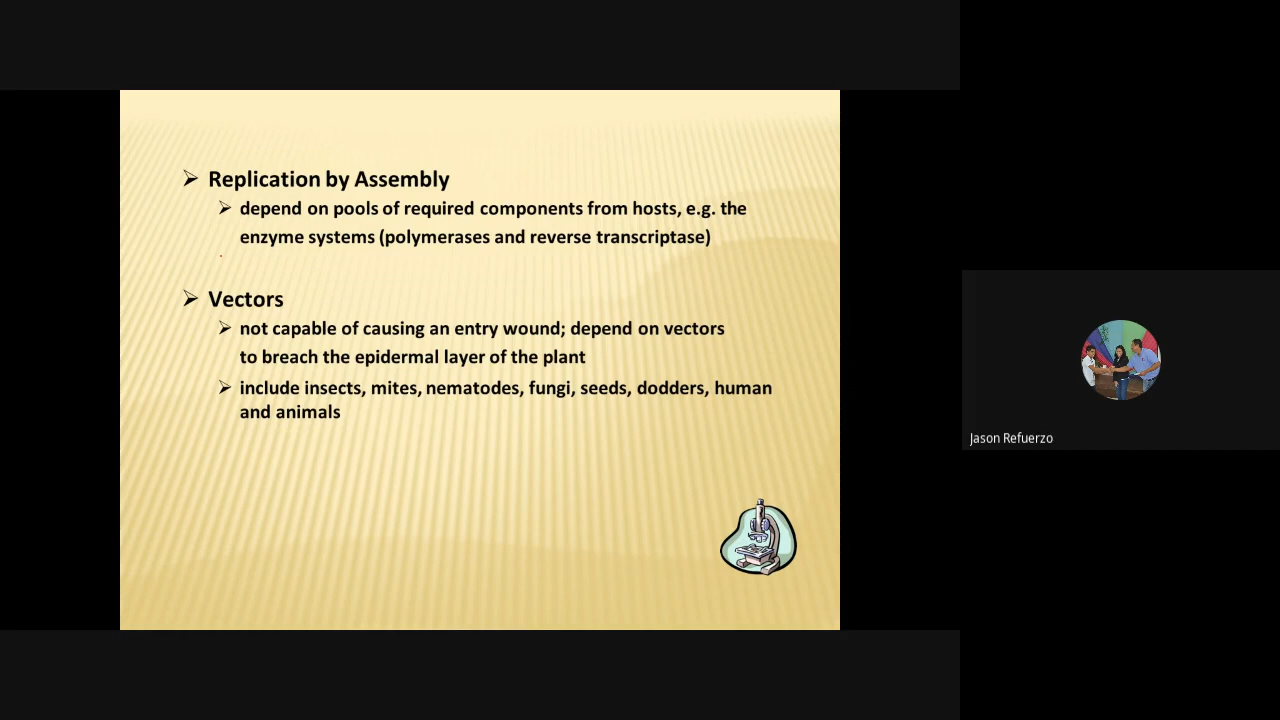 Replication by Assembly
depend on pools of required components from hosts, e.g. the
enzyme systems (polymerases and reverse transcriptase)
Vectors
not capable of causing an entry wound; depend on vectors
to breach the epidermal layer of the plant
include insects, mites, nematodes, fungi, seeds, dodders, human
and animals
Jason Refuerzo